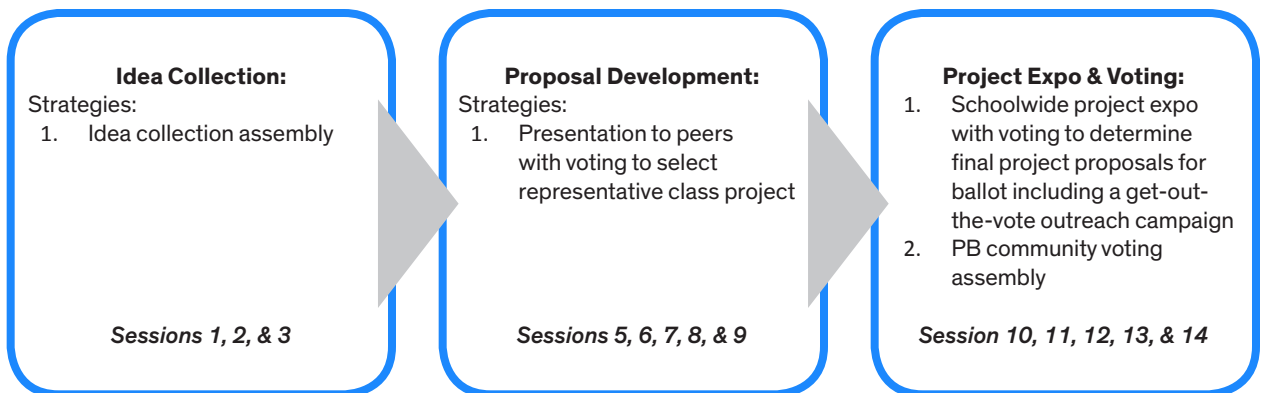 Idea Collection:
Strategies:
1. Idea collection assembly
Sessions 1, 2, & 3
Proposal Development:
Strategies:
1. Presentation to peers
with voting to select
representative class project
Sessions 5, 6, 7, 8, & 9
Project Expo & Voting:
1. Schoolwide project expo
with voting to determine
final project proposals for
ballot including a get-out-
the-vote outreach campaign
2. PB community voting
assembly
Session 10, 11, 12, 13, & 14